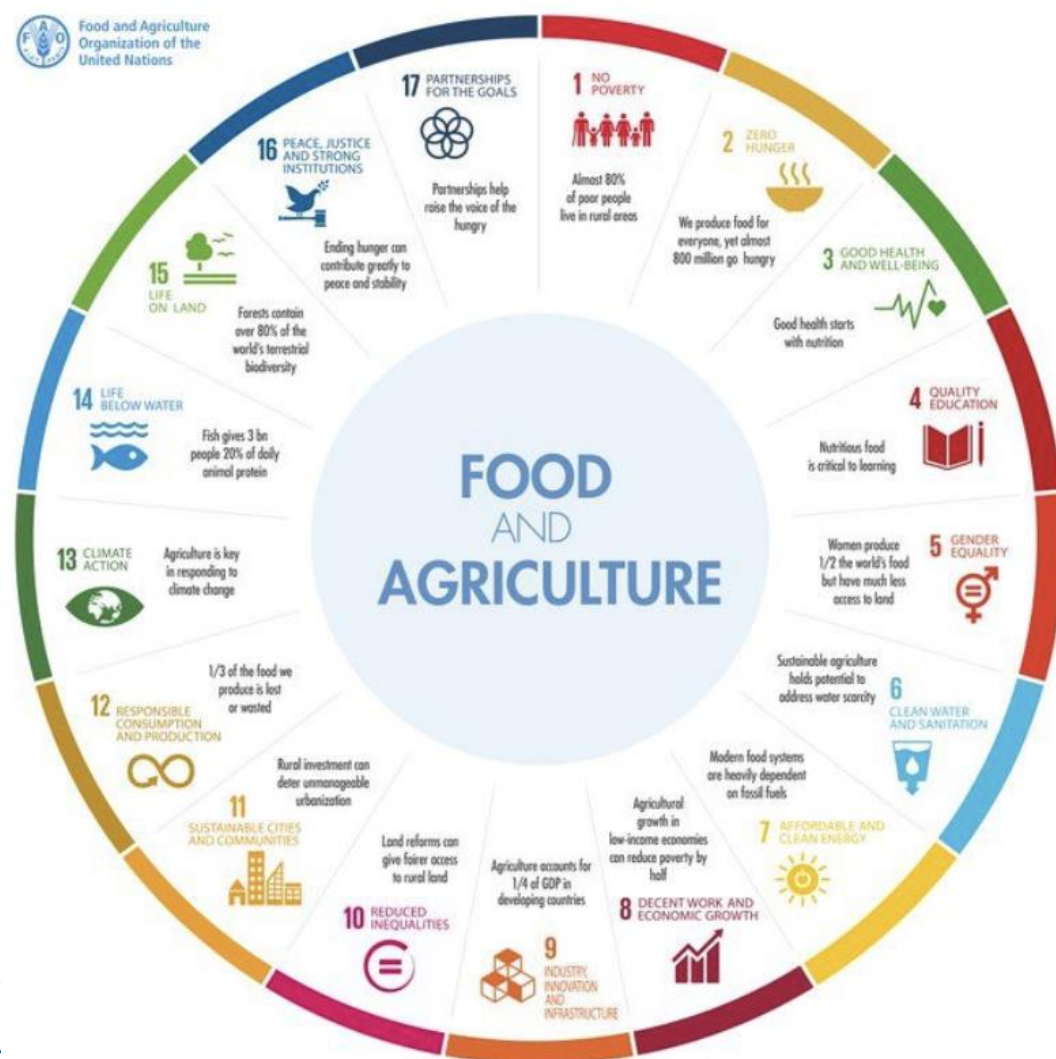 FAO
Food and Agriculture
Organization of the
United Nations
1 NO
POVERTY
Almost 80%
of poor people
live in rural areas
2 ZERO
HUNGER
We produce food for
everyone, yet almost
800 million go hungry
3 GOOD HEALTH
AND WELL-BEING
Good health starts
with nutrition
4 QUALITY
EDUCATION
Nutritious food
is critical to learning
5 GENDER
EQUALITY
Women produce
1/2 the world's food
but have much less
access to land
6
CLEAN WATER
AND SANITATION
Sustainable agriculture
holds potential to
address water scarcity
7 AFFORDABLE AND
CLEAN ENERGY
Modern food systems
are heavily dependent
on fossil fuels
8 DECENT WORK AND
ECONOMIC GROWTH
Agricultural
growth in
low-income economies
can reduce poverty by
half
9
INDUSTRY,
INNOVATION
AND
INFRASTRUCTURE
Agriculture accounts for
1/4 of GDP in
developing countries
10 REDUCED
INEQUALITIES
Land reforms can
give fairer access
to rural land
11
SUSTAINABLE CITIES
AND COMMUNITIES
Rural investment can
deter unmanageable
urbanization
12 RESPONSIBLE
CONSUMPTION
AND PRODUCTION
1/3 of the food we
produce is lost
or wasted
13 CLIMATE
ACTION
Agriculture is key
in responding to
climate change
14 LIFE
BELOW WATER
Fish gives 3 bn
people 20% of daily
animal protein
15
LIFE
ON LAND
Forests contain
over 80% of the
world's terrestrial
biodiversity
16 PEACE, JUSTICE
AND STRONG
INSTITUTIONS
Ending hunger can
contribute greatly to
peace and stability
17 PARTNERSHIPS
FOR THE GOALS
Partnerships help
raise the voice of the
hungry
FOOD
AND
AGRICULTURE